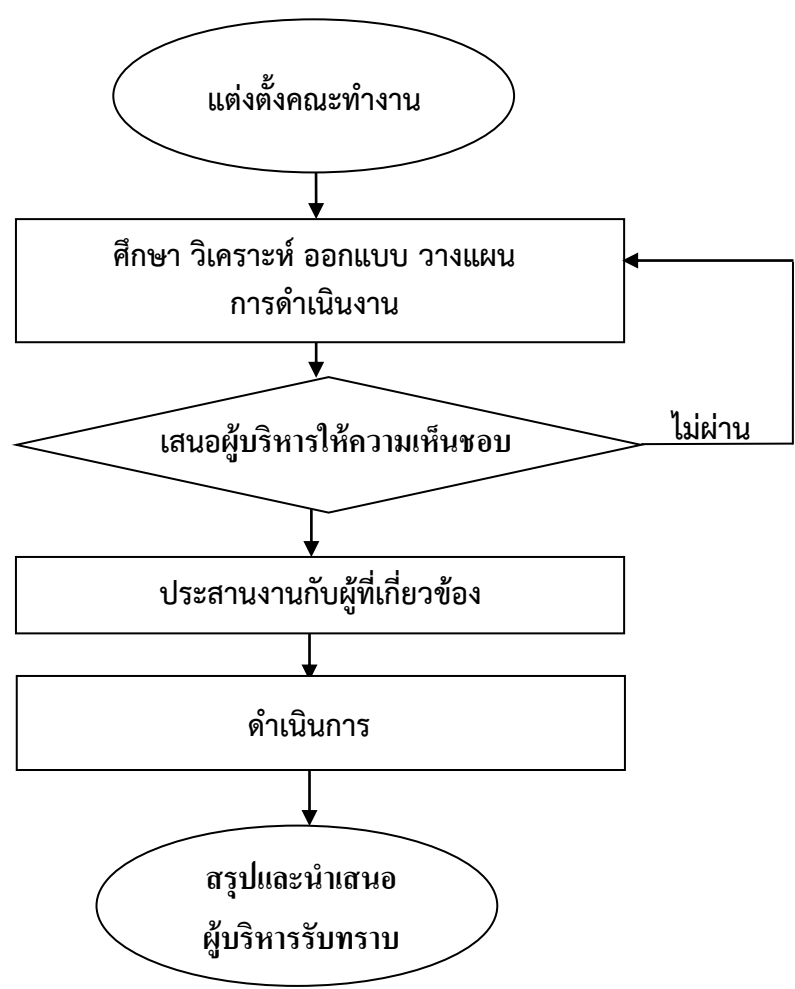 แต่งตั้งคณะทำงาน
ศึกษา วิเคราะห์ ออกแบบ วางแผน
การดำเนินงาน
เสนอผู้บริหารให้ความเห็นชอบ
ไม่ผ่าน
ประสานงานกับผู้ที่เกี่ยวข้อง
ดำเนินการ
สรุปและนำเสนอ
ผู้บริหารรับทราบ